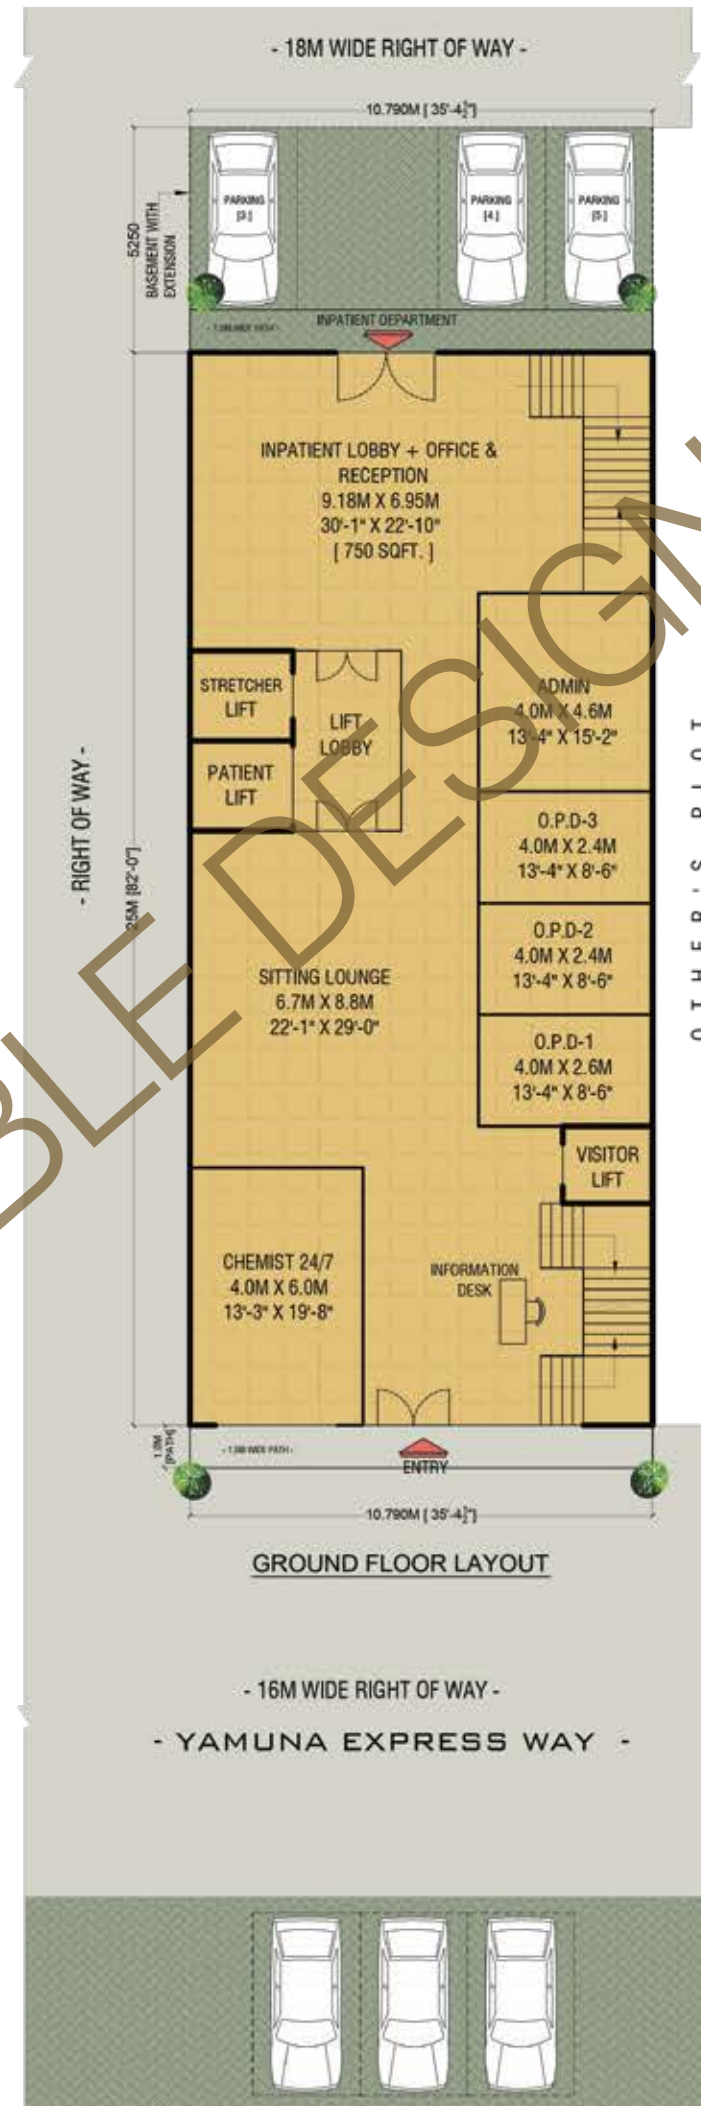 - 18M WIDE RIGHT OF WAY -
10.790M [ 35'-4½"]
5250
BASEMENT WITH
EXTENSION
PARKING
[3]
PARKING
[4]
PARKING
[5]
INPATIENT DEPARTMENT
INPATIENT LOBBY + OFFICE &
RECEPTION
9.18M X 6.95M
30'-1" X 22'-10"
[ 750 SQFT. ]
STRETCHER
LIFT
LIFT
LOBBY
PATIENT
LIFT
ADMIN
4.0M X 4.6M
13'-4" X 15'-2"
O.P.D-3
4.0M X 2.4M
13'-4" X 8'-6"
O.P.D-2
4.0M X 2.4M
13'-4" X 8'-6"
O.P.D-1
4.0M X 2.6M
13'-4" X 8'-6"
- RIGHT OF WAY -
25M [82'-0"]
OTHER'S PLOT
SITTING LOUNGE
6.7M X 8.8M
22'-1" X 29'-0"
VISITOR
LIFT
CHEMIST 24/7
4.0M X 6.0M
13'-3" X 19'-8"
INFORMATION
DESK
[PATH]
ENTRY
10.790M [ 35'-4½"]
GROUND FLOOR LAYOUT
- 16M WIDE RIGHT OF WAY -
- YAMUNA EXPRESS WAY -
BLE DESIGN